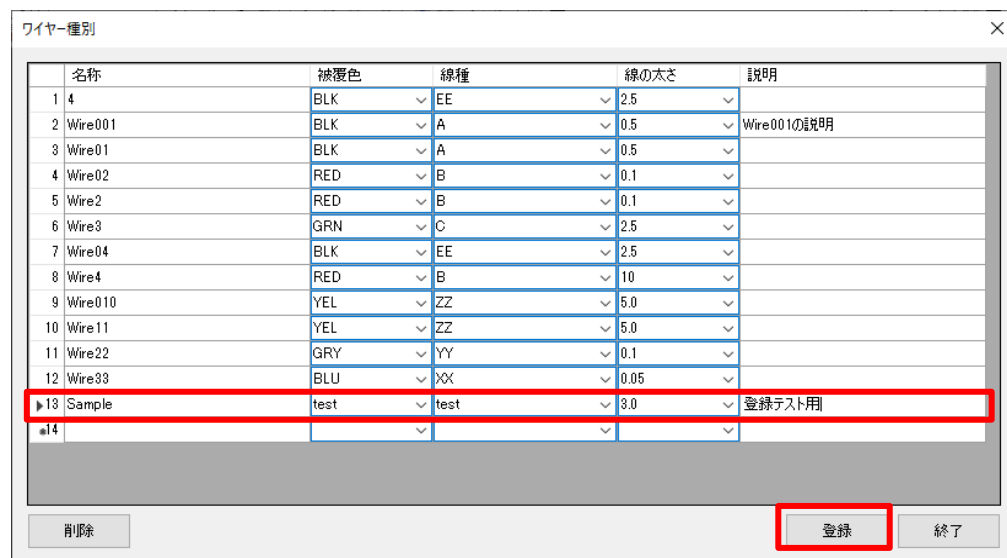 ワイヤー種別
名称 被覆色 線種 線の太さ 説明
1 4 BLK EE 2.5
2 Wire001 BLK A 0.5 Wire001の説明
3 Wire01 BLK A 0.5
4 Wire02 RED B 0.1
5 Wire2 RED B 0.1
6 Wire3 GRN C 2.5
7 Wire04 BLK EE 2.5
8 Wire4 RED B 10
9 Wire010 YEL ZZ 5.0
10 Wire11 YEL ZZ 5.0
11 Wire22 GRY YY 0.1
12 Wire33 BLU XX 0.05
13 Sample test test 3.0 登録テスト用
14
削除 登録 終了